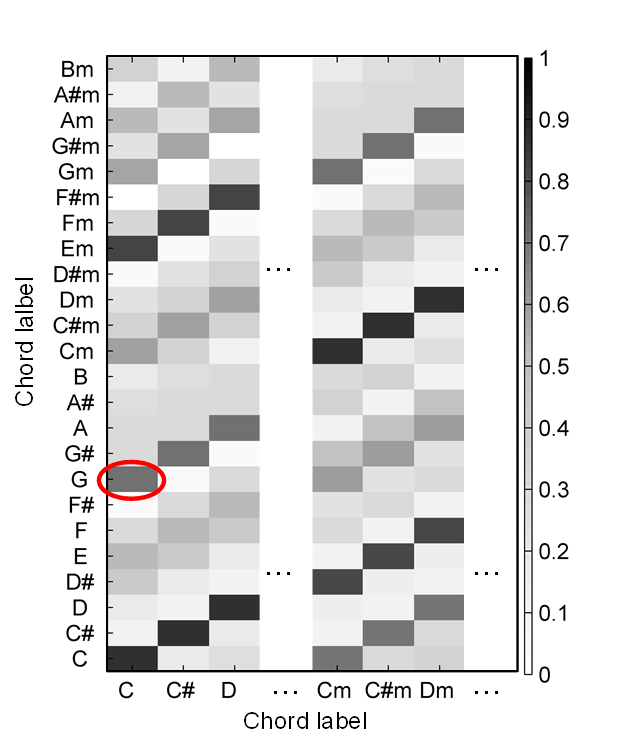 Bm
A#m
Am
G#m
Gm
F#m
Fm
Em
D#m
Dm
C#m
Cm
B
A#
A
G#
G
F#
F
E
D#
D
C#
C
Chord lalbel
... ...
... ...
C C# D ... Cm C#m Dm ...
Chord label
1
0.9
0.8
0.7
0.6
0.5
0.4
0.3
0.2
0.1
0